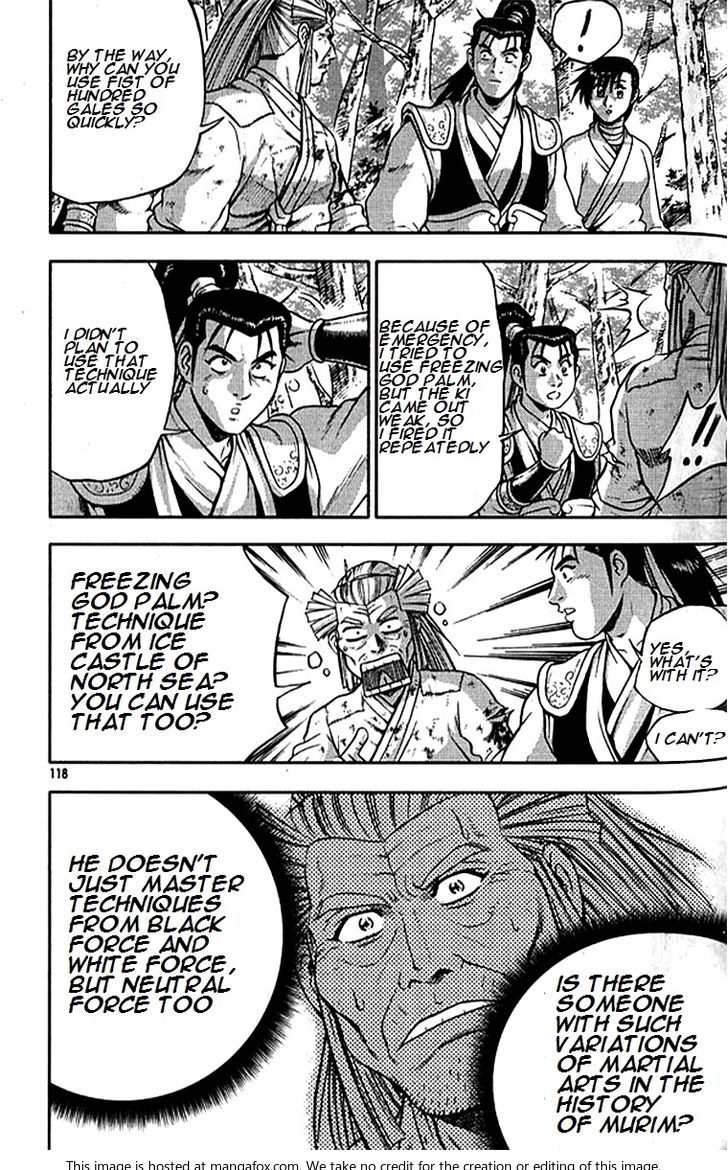 BY THE WAY,
WHY CAN YOU
USE FIST OF
HUNDRED
GALES SO
QUICKLY?
!
BECAUSE OF
EMERGENCY,
I TRIED TO
USE FREEZING
GOD PALM,
BUT THE KI
CAME OUT
WEAK, SO
I FIRED IT
REPEATEDLY
!!
I DIDN'T
PLAN TO
USE THAT
TECHNIQUE
ACTUALLY
FREEZING
GOD PALM?
TECHNIQUE
FROM ICE
CASTLE OF
NORTH SEA?
YOU CAN USE
THAT TOO?
YES,
WHAT'S
WITH IT?
I CAN'T?
118
HE DOESN'T
JUST MASTER
TECHNIQUES
FROM BLACK
FORCE AND
WHITE FORCE,
BUT NEUTRAL
FORCE TOO
IS THERE
SOMEONE
WITH SUCH
VARIATIONS
OF MARTIAL
ARTS IN THE
HISTORY
OF MURIM?
This image is hosted at mangafox.com. We take no credit for the creation or editing of this image.